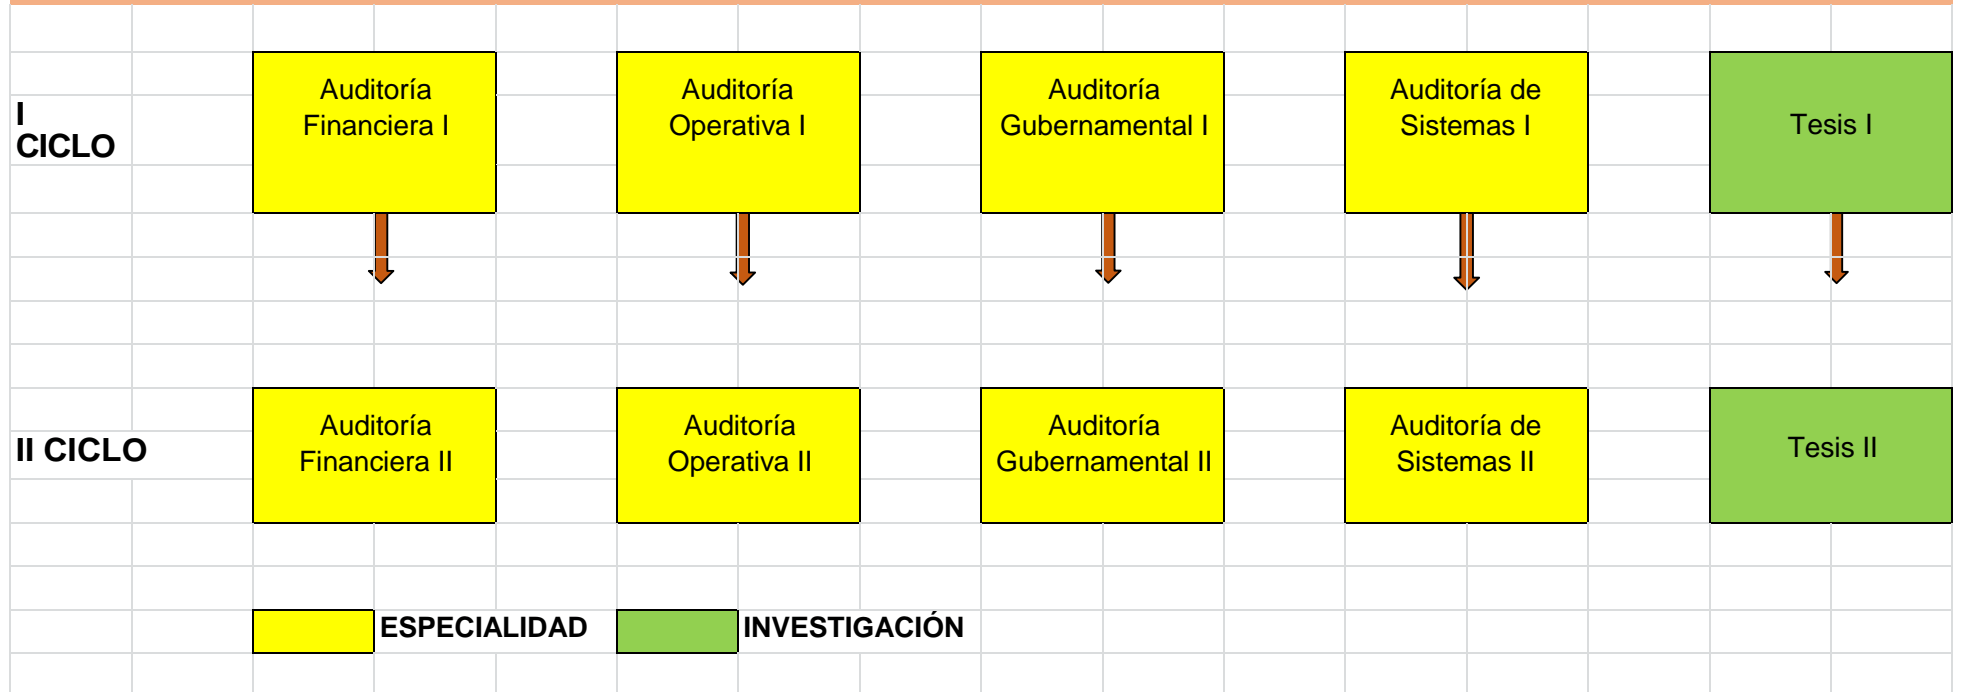 I
CICLO
Auditoría
Financiera I
Auditoría
Operativa I
Auditoría
Gubernamental I
Auditoría de
Sistemas I
Tesis I
II CICLO
Auditoría
Financiera II
Auditoría
Operativa II
Auditoría
Gubernamental II
Auditoría de
Sistemas II
Tesis II
ESPECIALIDAD
INVESTIGACIÓN